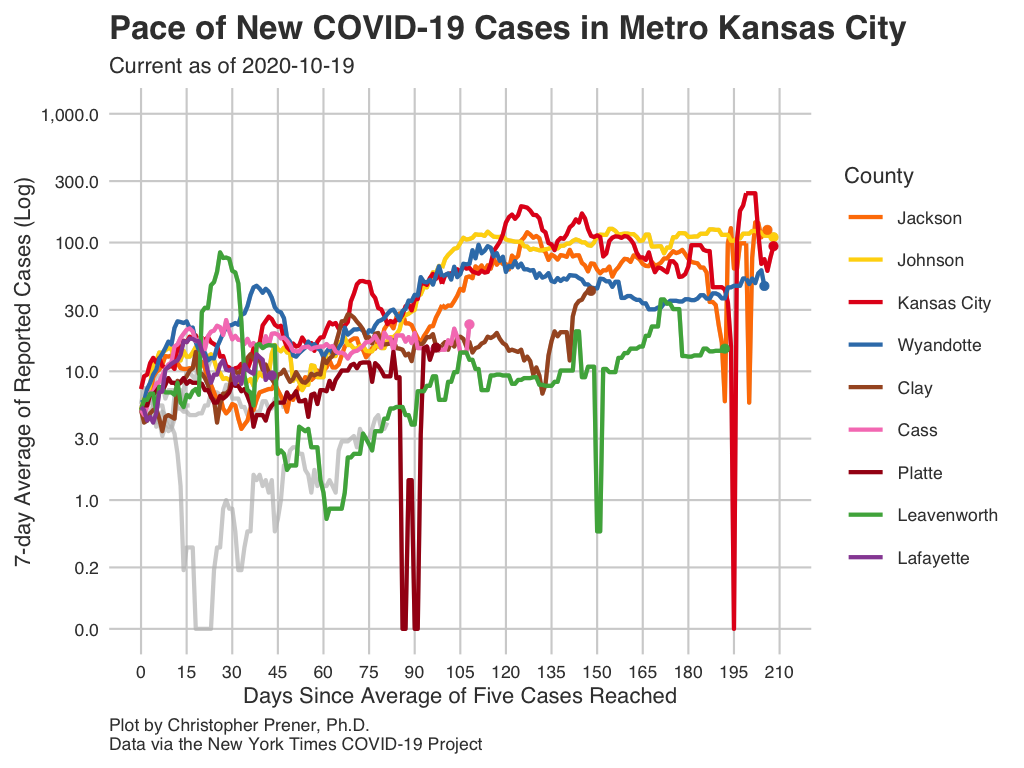 Pace of New COVID-19 Cases in Metro Kansas City
Current as of 2020-10-19
7-day Average of Reported Cases (Log)
1,000.0
300.0
100.0
30.0
10.0
3.0
1.0
0.2
0.0
0 15 30 45 60 75 90 105 120 135 150 165 180 195 210
Days Since Average of Five Cases Reached
County
Jackson
Johnson
Kansas City
Wyandotte
Clay
Cass
Platte
Leavenworth
Lafayette
Plot by Christopher Prener, Ph.D.
Data via the New York Times COVID-19 Project